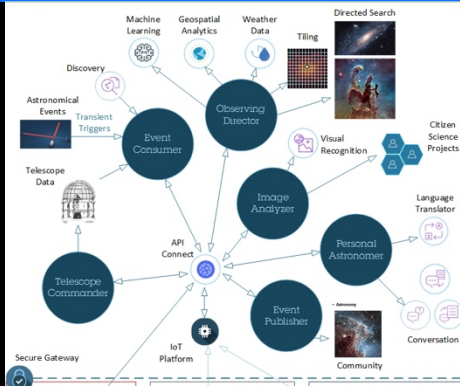 Machine
Learning
Geospatial
Analytics
Weather
Data
Directed Search
Tiling
Discovery
Astronomical
Events
Transient
Triggers
Event
Consumer
Observing
Director
Visual
Recognition
Citizen
Science
Projects
Telescope
Data
Image
Analyzer
Language
Translator
API
Connect
Personal
Astronomer
Telescope
Commander
Event
Publisher
Astronomy
Conversation
IoT
Platform
Community
Secure Gateway